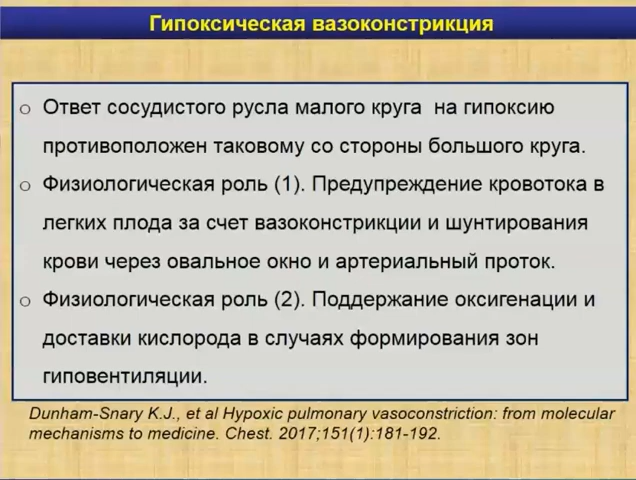 Гипоксическая вазоконстрикция
o Ответ сосудистого русла малого круга на гипоксию
противоположен таковому со стороны большого круга.
o Физиологическая роль (1). Предупреждение кровотока в
легких плода за счет вазоконстрикции и шунтирования
крови через овальное окно и артериальный проток.
o Физиологическая роль (2). Поддержание оксигенации и
доставки кислорода в случаях формирования зон
гиповентиляции.
Dunham-Snary K.J., et al Hypoxic pulmonary vasoconstriction: from molecular
mechanisms to medicine. Chest. 2017;151(1):181-192.